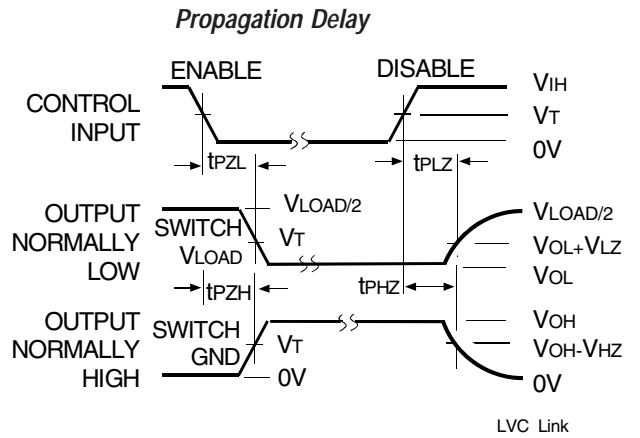 Propagation Delay
ENABLE
DISABLE
CONTROL
INPUT
VIH
VT
0V
tPZL
tPLZ
OUTPUT
NORMALLY
LOW
SWITCH
VLOAD
VLOAD/2
VT
VLOAD/2
VOL+VLZ
VOL
tPZH
tPHZ
OUTPUT
NORMALLY
HIGH
SWITCH
GND
VT
0V
VOH
VOH-VHZ
0V
LVC Link